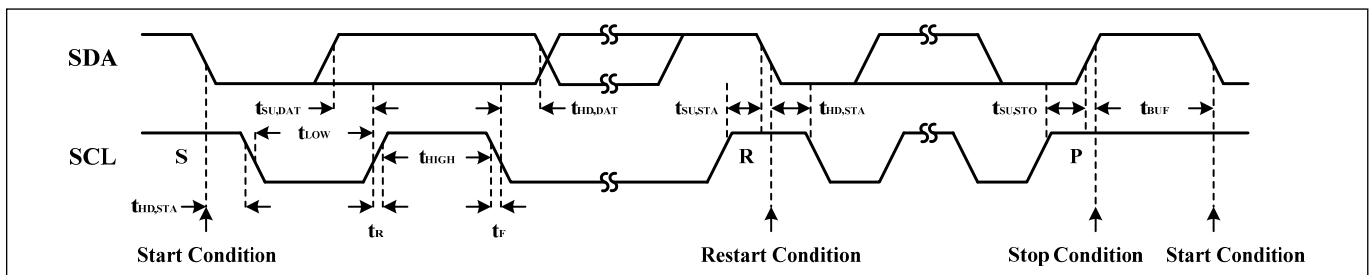 SDA
tSU,DAT
tHD,DAT
tSU,STA
tHD,STA
tSU,STO
tBUF
tLOW
SCL
S
tHIGH
R
P
tHD,STA
tR
tF
Start Condition
Restart Condition
Stop Condition
Start Condition